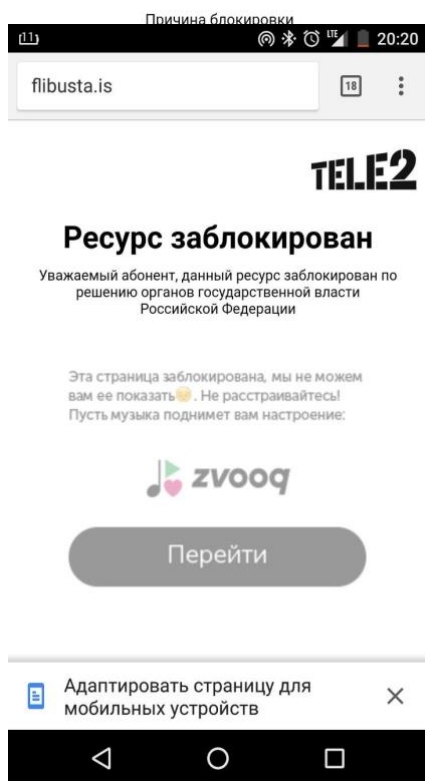 Причина блокировки
(11)
LTE
20:20
flibusta.is
18
TELE2
Ресурс заблокирован
Уважаемый абонент, данный ресурс заблокирован по
решению органов государственной власти
Российской Федерации
Эта страница заблокирована, мы не можем
вам ее показать😔. Не расстраивайтесь!
Пусть музыка поднимет вам настроение:
zvooq
Перейти
Адаптировать страницу для
мобильных устройств